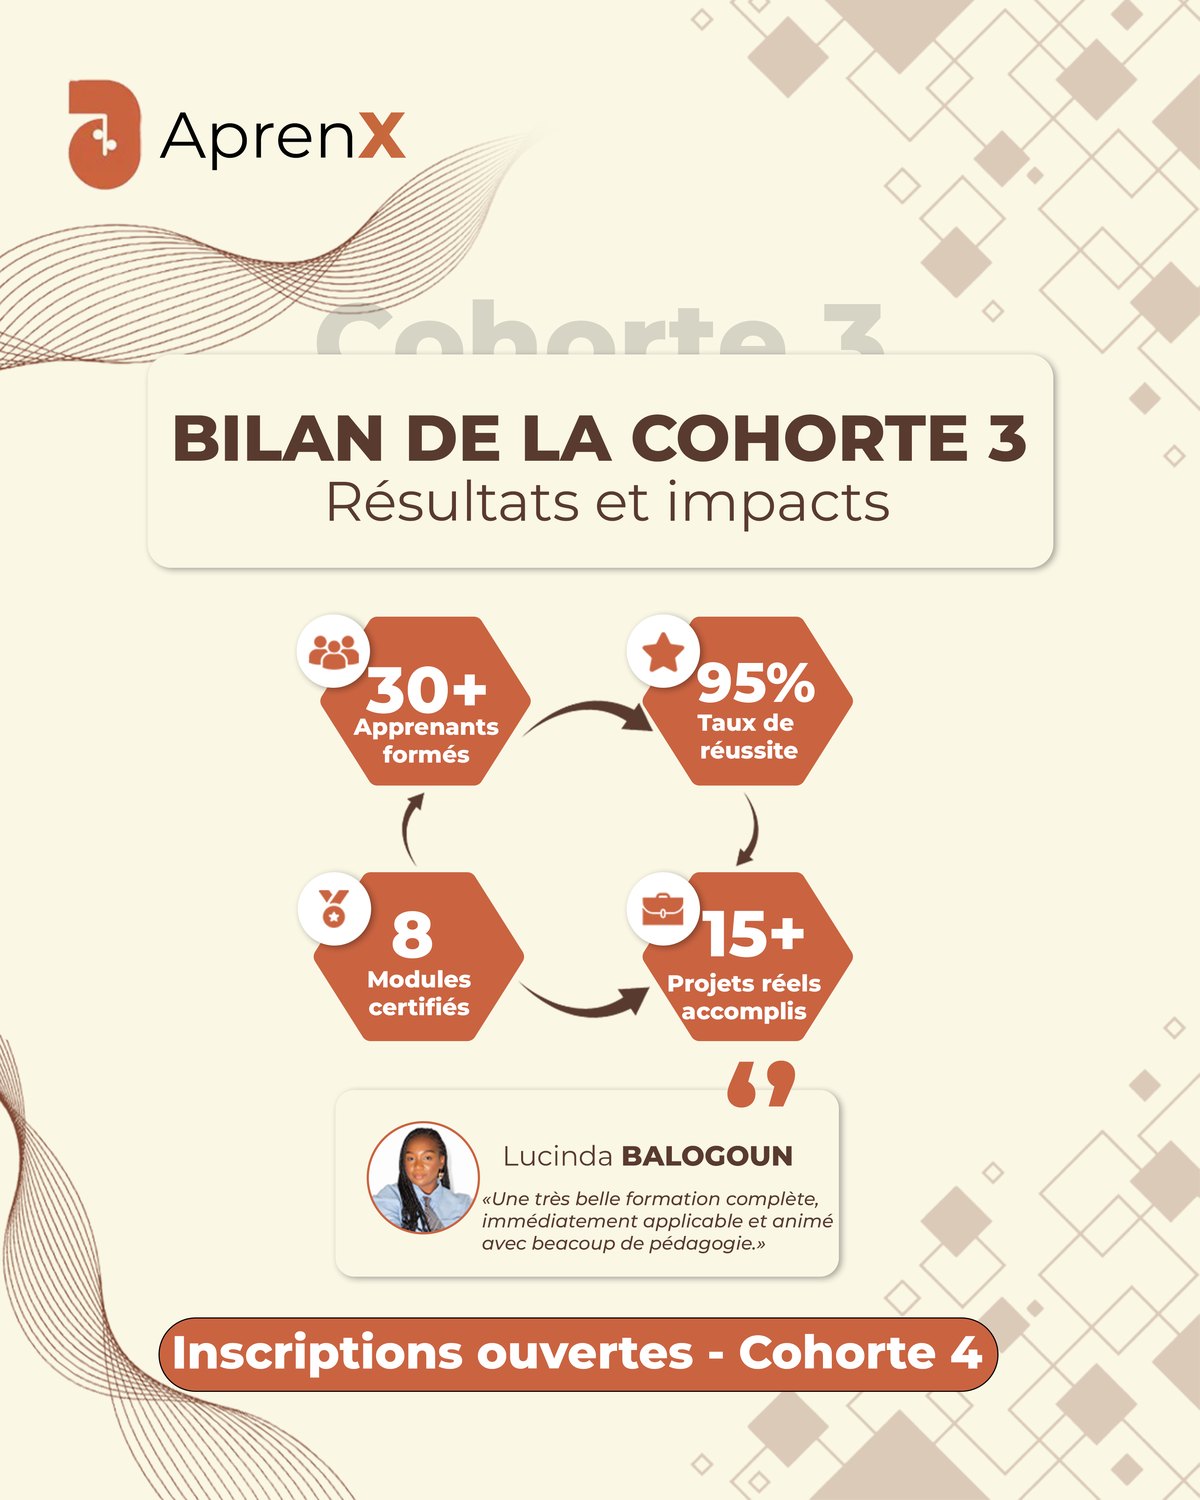 AprenX
Cohorte 3
BILAN DE LA COHORTE 3
Résultats et impacts
30+
Apprenants
formés
95%
Taux de
réussite
8
Modules
certifiés
15+
Projets réels
accomplis
Lucinda BALOGOUN
«Une très belle formation complète,
immédiatement applicable et animé
avec beacoup de pédagogie.»
Inscriptions ouvertes - Cohorte 4